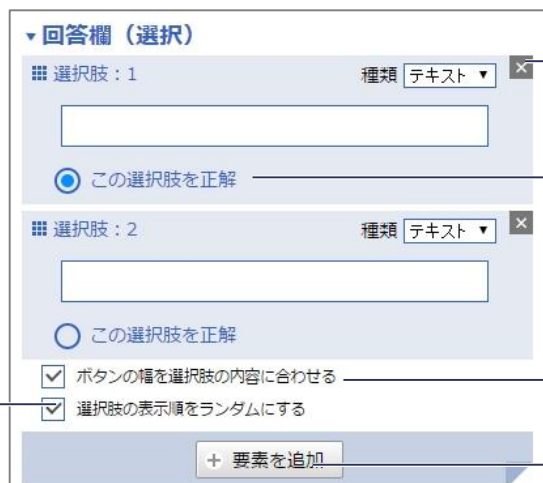 ▼回答欄（選択）
選択肢：1 種類 テキスト ▼ ×
この選択肢を正解
選択肢：2 種類 テキスト ▼ ×
この選択肢を正解
ボタンの幅を選択肢の内容に合わせる
選択肢の表示順をランダムにする
+ 要素を追加